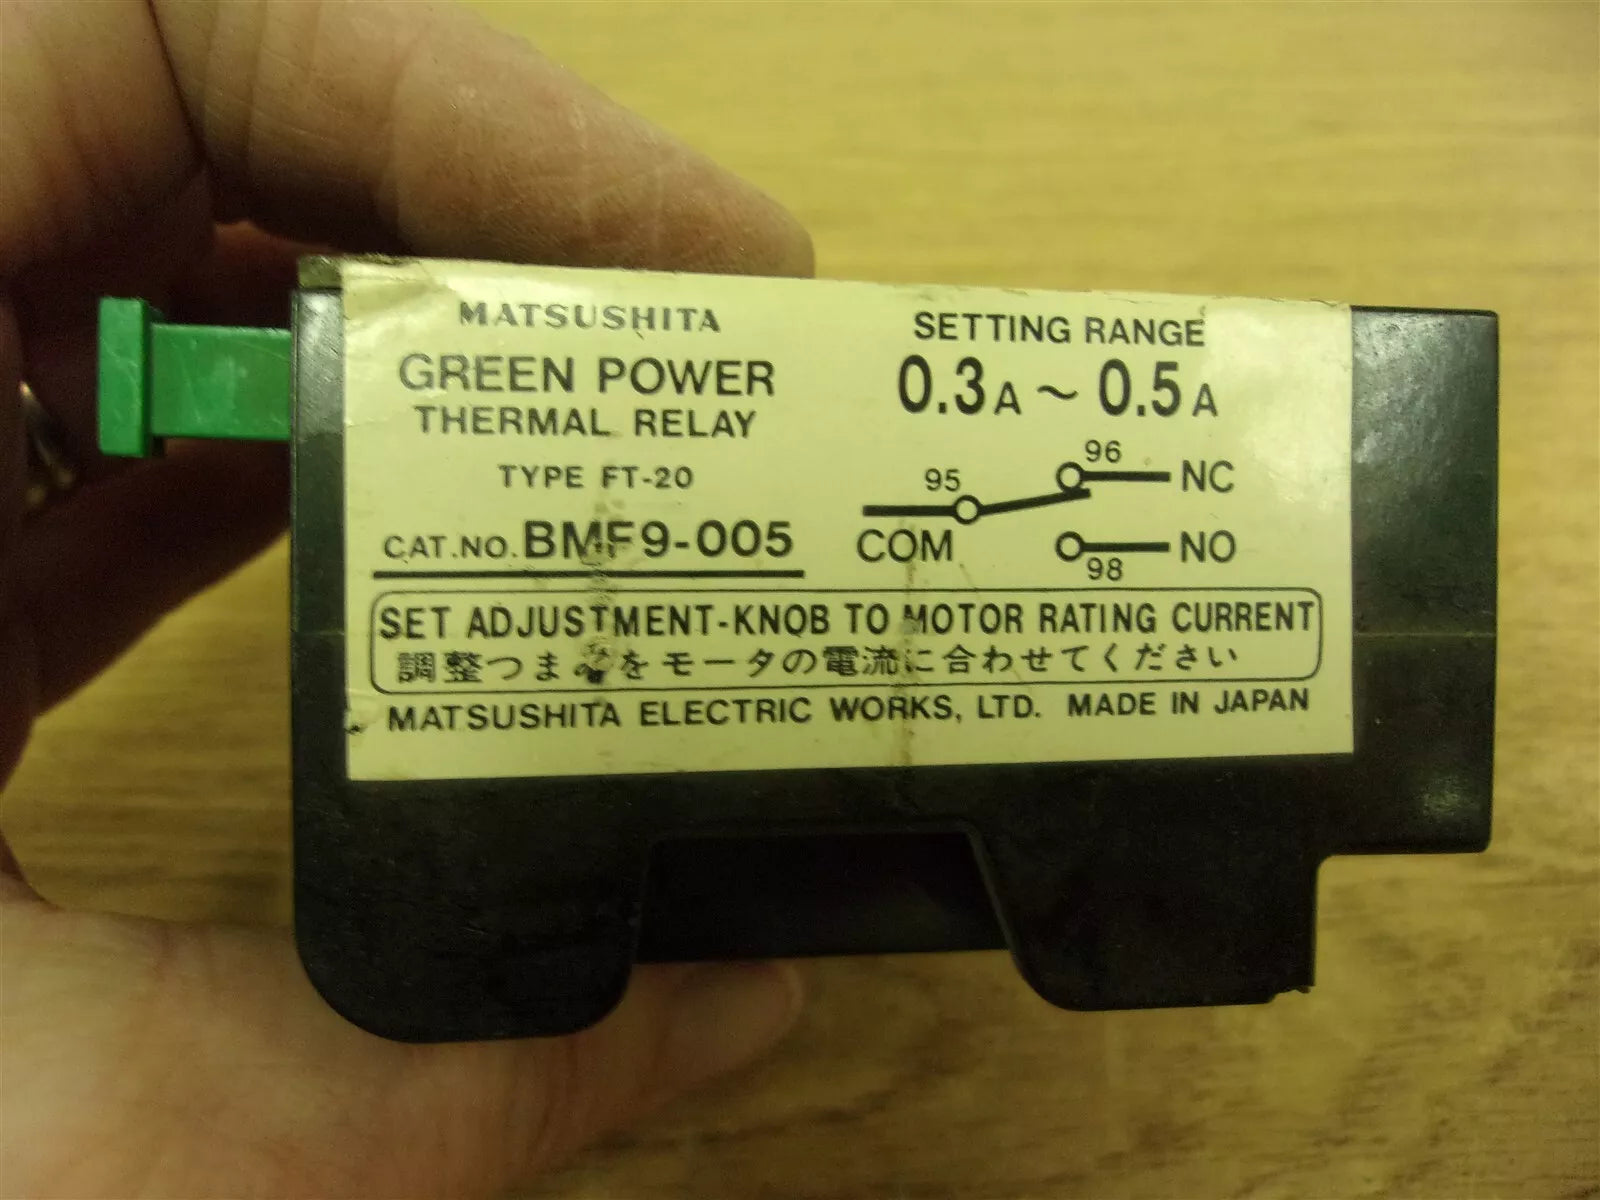 MATSUSHITA
GREEN POWER
THERMAL RELAY
TYPE FT-20
CAT.NO. BMF9-005
SETTING RANGE
0.3A ~ 0.5A
95
96
NC
COM
NO
98
SET ADJUSTMENT-KNOB TO MOTOR RATING CURRENT
調整つまみをモータの電流に合わせてください
MATSUSHITA ELECTRIC WORKS, LTD. MADE IN JAPAN